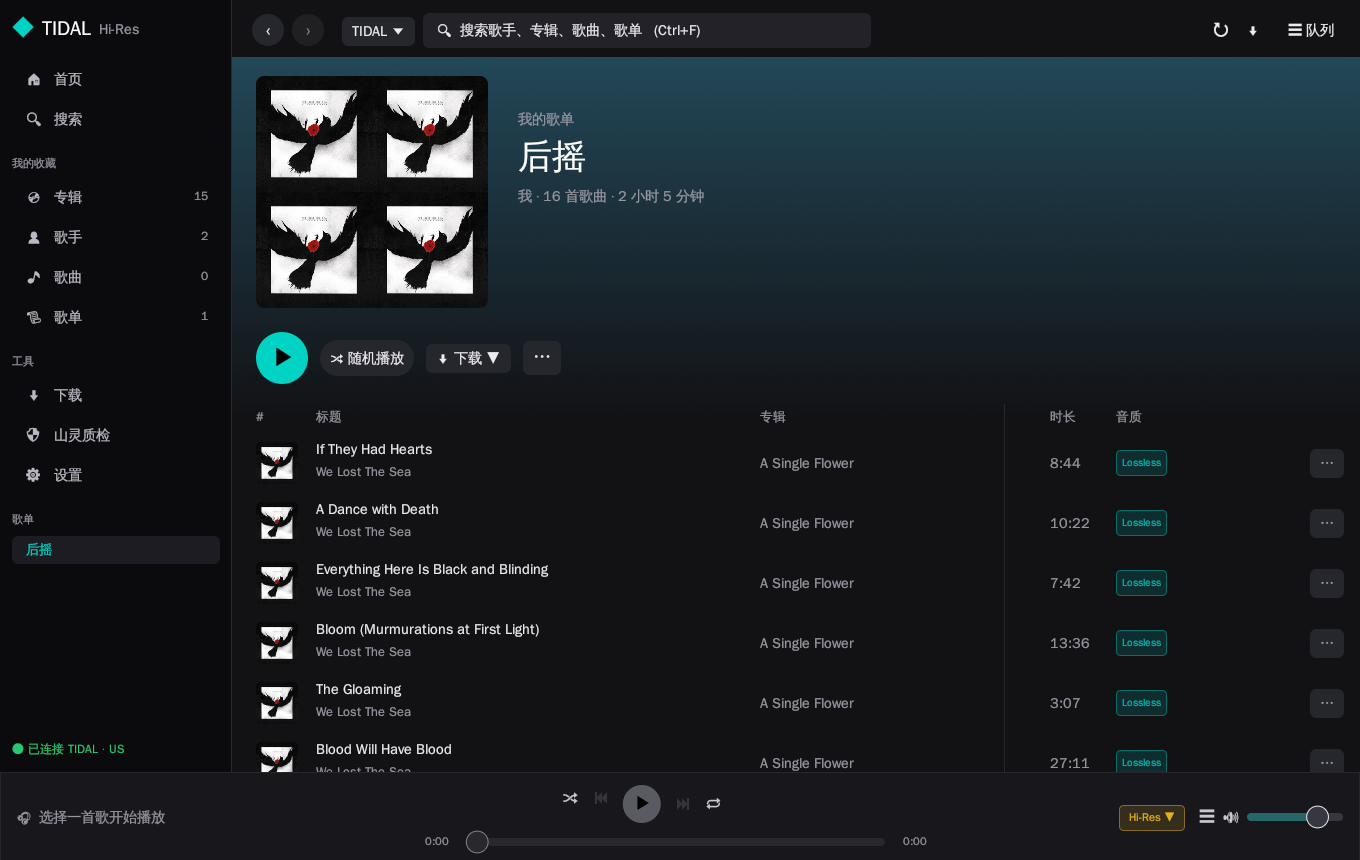 TIDAL Hi-Res
首页
搜索
我的收藏
专辑 15
歌手 2
歌曲 0
歌单 1
工具
下载
山灵质检
设置
歌单
后摇
已连接 TIDAL · US
‹ › TIDAL ▼ 搜索歌手、专辑、歌曲、歌单 (Ctrl+F) 队列
我的歌单
后摇
我 · 16 首歌曲 · 2 小时 5 分钟
随机播放 下载 ▼ ···
# 标题 专辑 时长 音质
If They Had Hearts
We Lost The Sea
A Single Flower 8:44 Lossless ···
A Dance with Death
We Lost The Sea
A Single Flower 10:22 Lossless ···
Everything Here Is Black and Blinding
We Lost The Sea
A Single Flower 7:42 Lossless ···
Bloom (Murmurations at First Light)
We Lost The Sea
A Single Flower 13:36 Lossless ···
The Gloaming
We Lost The Sea
A Single Flower 3:07 Lossless ···
Blood Will Have Blood
We Lost The Sea
A Single Flower 27:11 Lossless ···
选择一首歌开始播放
0:00 0:00
Hi-Res ▼